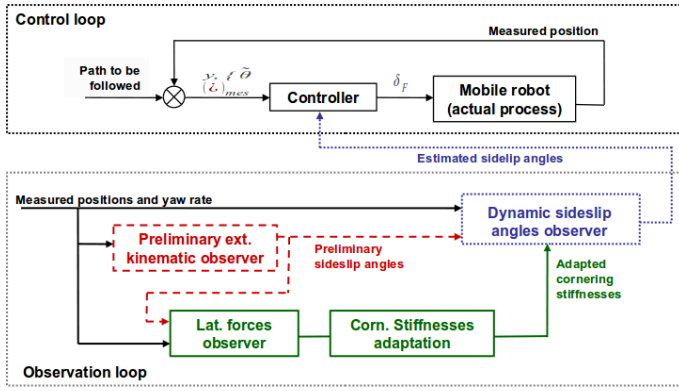 Control loop
Measured position
Path to be
followed
y, ỹ
(¿) mes
Controller
δF
Mobile robot
(actual process)
Estimated sidelip angles
Measured positions and yaw rate
Dynamic sideslip
angles observer
Preliminary ext.
kinematic observer
Preliminary
sideslip angles
Adapted
cornering
stiffnesses
Lat. forces
observer
Corn. Stiffnesses
adaptation
Observation loop